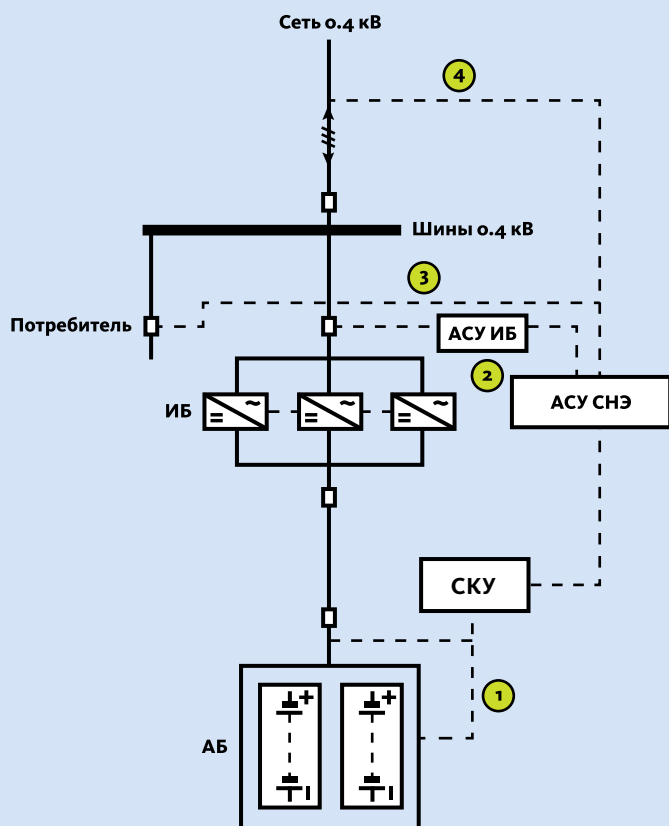 Сеть 0.4 кВ
4
Шины 0.4 кВ
3
Потребитель
АСУ ИБ
2
АСУ СНЭ
ИБ
СКУ
1
АБ